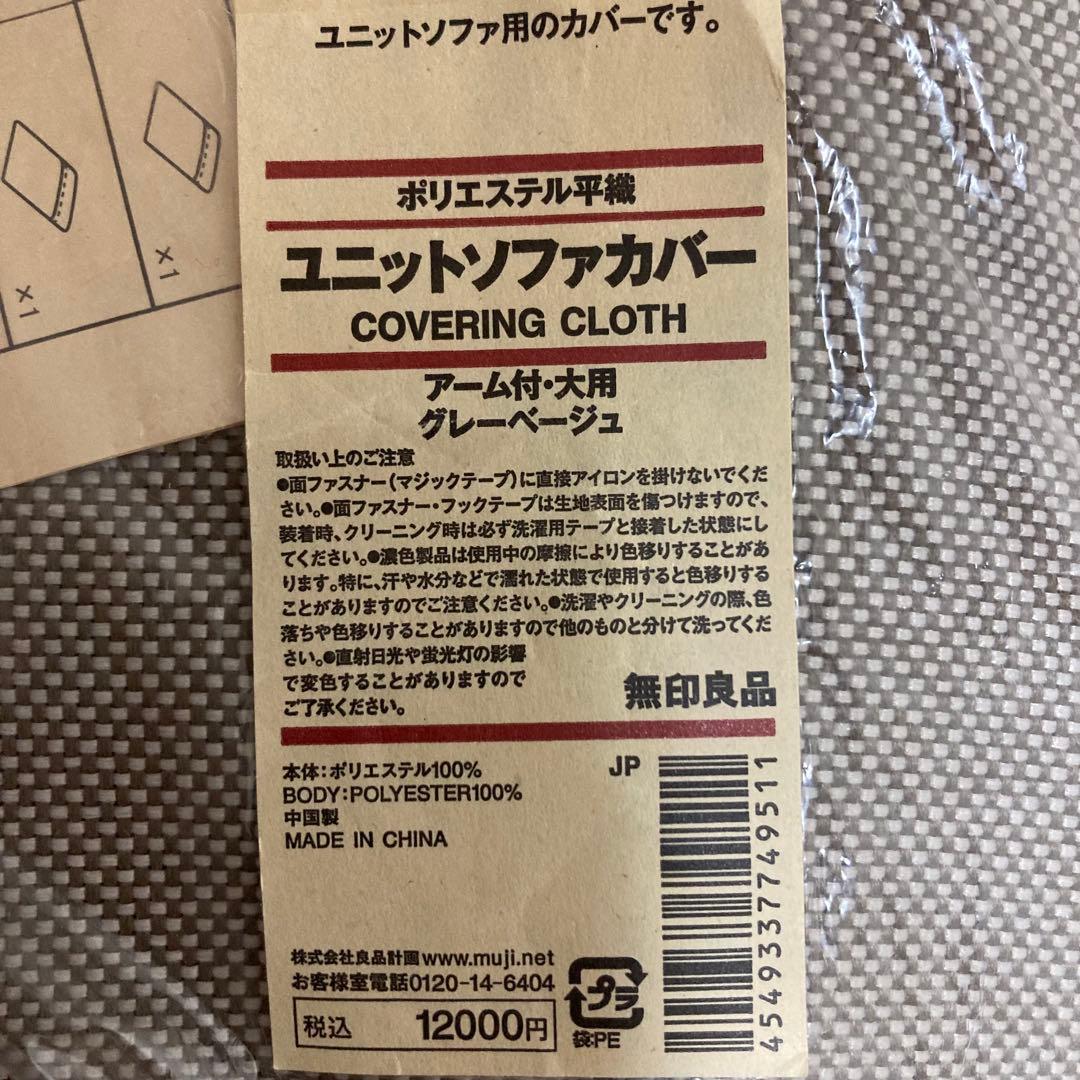 ユニットソファ用のカバーです。
×1
×1
ポリエステル平織
ユニットソファカバー
COVERING CLOTH
アーム付・大用
グレーベージュ
取扱い上のご注意
●面ファスナー(マジックテープ)に直接アイロンを掛けないでくだ
さい。●面ファスナー・フックテープは生地表面を傷つけますので、
装着時、クリーニング時は必ず洗濯用テープと接着した状態にし
てください。●濃色製品は使用中の摩擦により色移りすることがあ
ります。特に、汗や水分などで濡れた状態で使用すると色移りする
ことがありますのでご注意ください。●洗濯やクリーニングの際、色
落ちや色移りすることがありますので他のものと分けて洗ってくだ
さい。●直射日光や蛍光灯の影響
で変色することがありますので
ご了承ください。
無印良品
本体:ポリエステル100%
BODY:POLYESTER100%
中国製
MADE IN CHINA
JP
4549337749511
株式会社良品計画 www.muji.net
お客様室電話0120-14-6404
税込 12000円
プラ
袋:PE